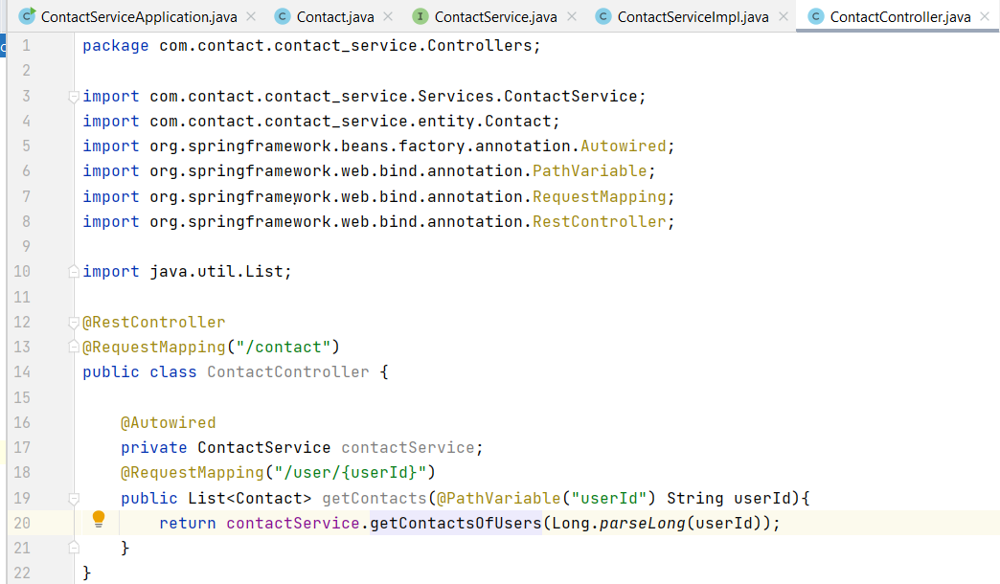 ContactServiceApplication.java Contact.java ContactService.java ContactServiceImpl.java ContactController.java
1 package com.contact.contact_service.Controllers;
2
3 import com.contact.contact_service.Services.ContactService;
4 import com.contact.contact_service.entity.Contact;
5 import org.springframework.beans.factory.annotation.Autowired;
6 import org.springframework.web.bind.annotation.PathVariable;
7 import org.springframework.web.bind.annotation.RequestMapping;
8 import org.springframework.web.bind.annotation.RestController;
9
10 import java.util.List;
11
12 @RestController
13 @RequestMapping("/contact")
14 public class ContactController {
15
16     @Autowired
17     private ContactService contactService;
18     @RequestMapping("/user/{userId}")
19     public List<Contact> getContacts(@PathVariable("userId") String userId){
20         return contactService.getContactsOfUsers(Long.parseLong(userId));
21     }
22 }